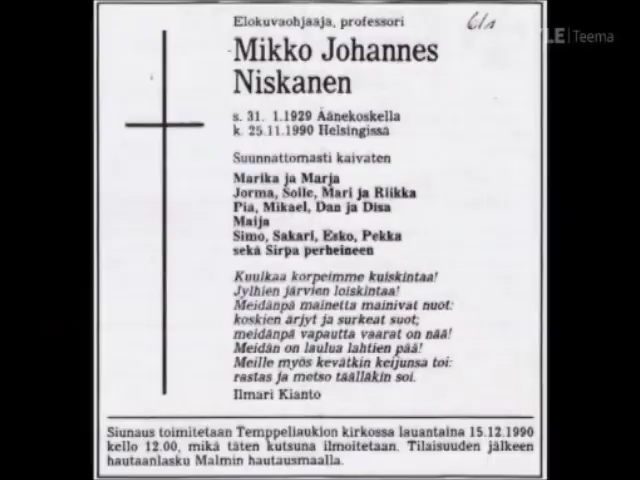 Elokuvaohjaaja, professori
6/1
Mikko Johannes
Niskanen
s. 31. 1.1929 Äänekoskella
k. 25.11.1990 Helsingissä
Suunnattomasti kaivaten
Marika ja Marja
Jorma, Solle, Mari ja Riikka
Pia, Mikael, Dan ja Disa
Maija
Simo, Sakari, Esko, Pekka
sekä Sirpa perheineen
Kuulkaa korpeimme kuiskintaa!
Jylhien järvien loiskintaa!
Meidänpä mainetta mainivat nuot:
koskien ärjyt ja surkeat suot;
meidänpä vapautta vaarat on nää!
Meidän on laulua lahtien pää!
Meille myös kevätkin keijunsa toi:
rastas ja metso täälläkin soi.
Ilmari Kianto
Siunaus toimitetaan Temppeliaukion kirkossa lauantaina 15.12.1990
kello 12.00, mikä täten kutsuna ilmoitetaan. Tilaisuuden jälkeen
hautaanlasku Malmin hautausmaalla.
YLE Teema